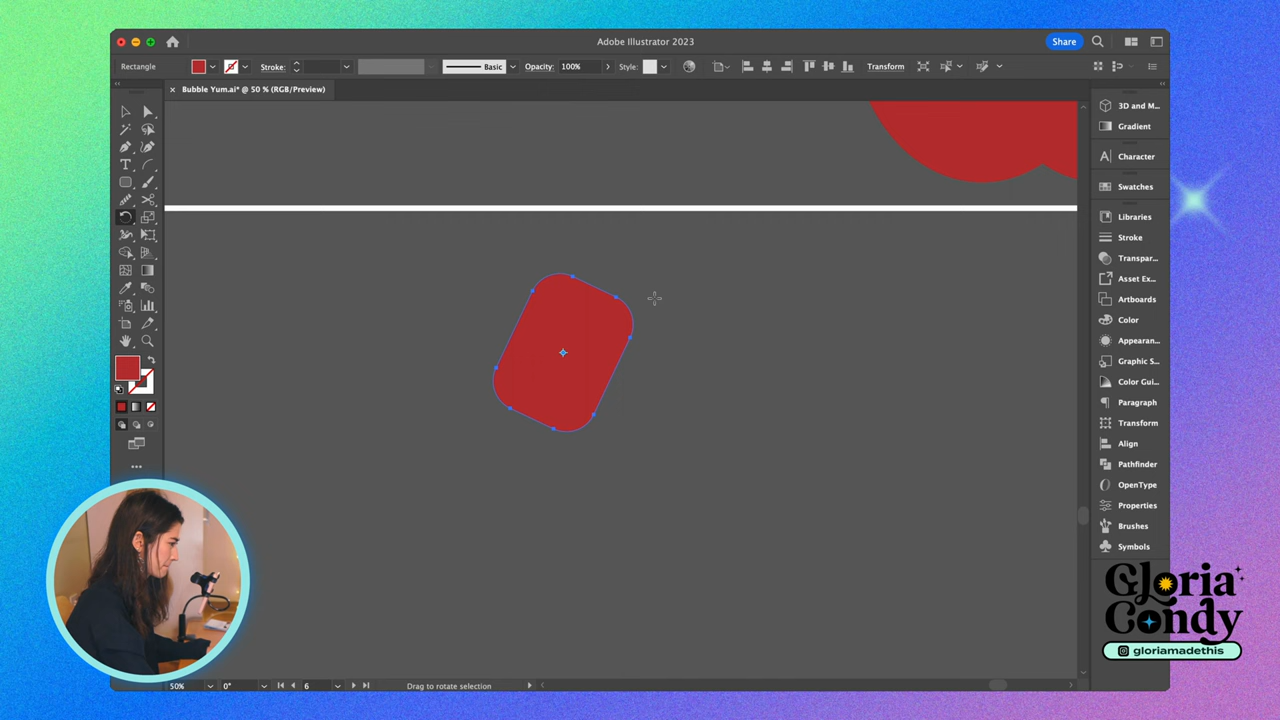 Adobe Illustrator 2023
Share
Rectangle
Stroke:
Basic
Opacity:
100%
Style:
Transform
× Bubble Yum.ai* @ 50 % (RGB/Preview)
3D and M...
Gradient
Character
Swatches
Libraries
Stroke
Transpar...
Asset Ex...
Artboards
Color
Appearan...
Graphic S...
Color Gui...
Paragraph
Transform
Align
Pathfinder
OpenType
Properties
Brushes
Symbols
Gloria
Condy
gloriamadethis
50%
0°
6
Drag to rotate selection